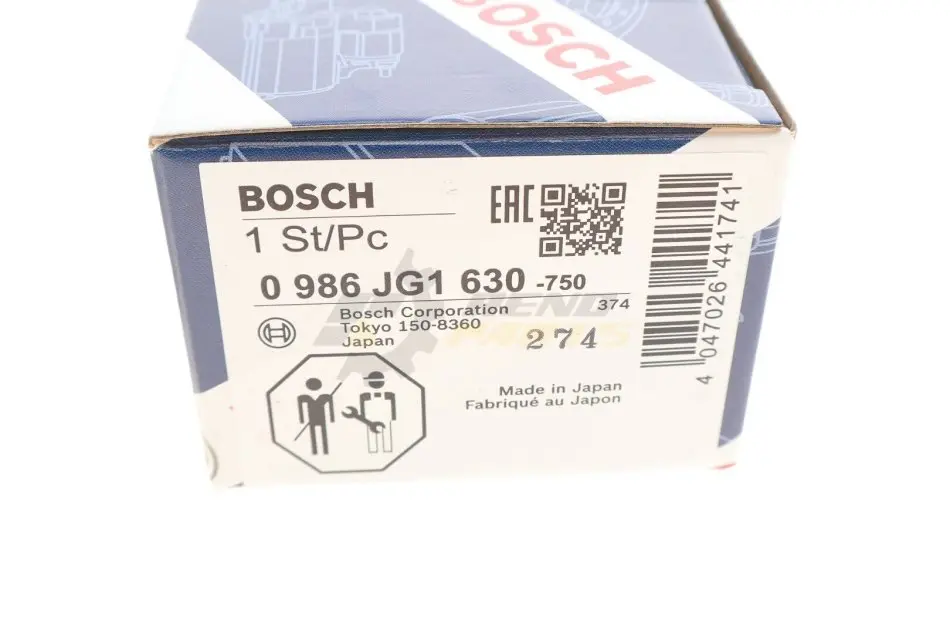 BOSCH
BOSCH
1 St/Pc
EAC
0 986 JG1 630 -750
Bosch Corporation
Tokyo 150-8360
Japan
374
274
Made in Japan
Fabriqué au Japon
4 047026 441741
PARTS